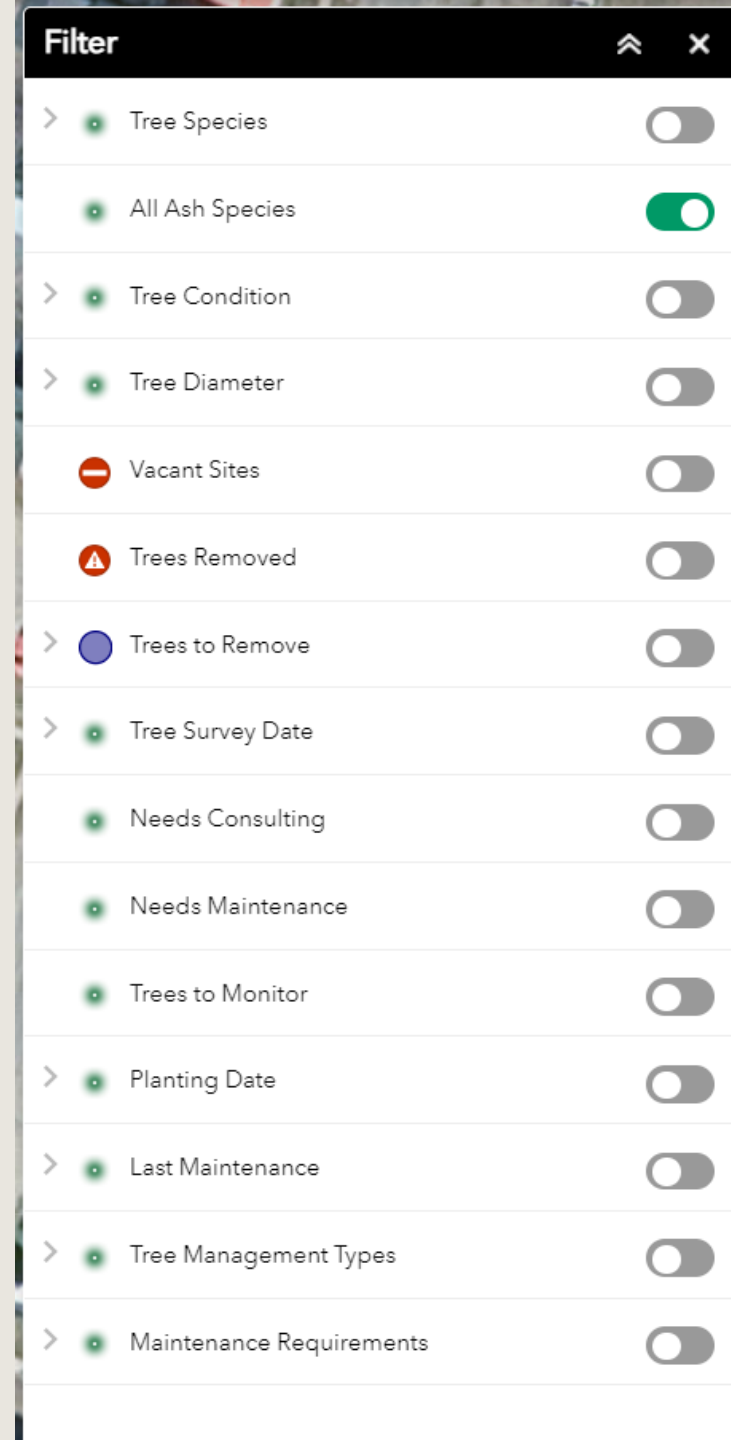 Filter
Tree Species
All Ash Species
Tree Condition
Tree Diameter
Vacant Sites
Trees Removed
Trees to Remove
Tree Survey Date
Needs Consulting
Needs Maintenance
Trees to Monitor
Planting Date
Last Maintenance
Tree Management Types
Maintenance Requirements